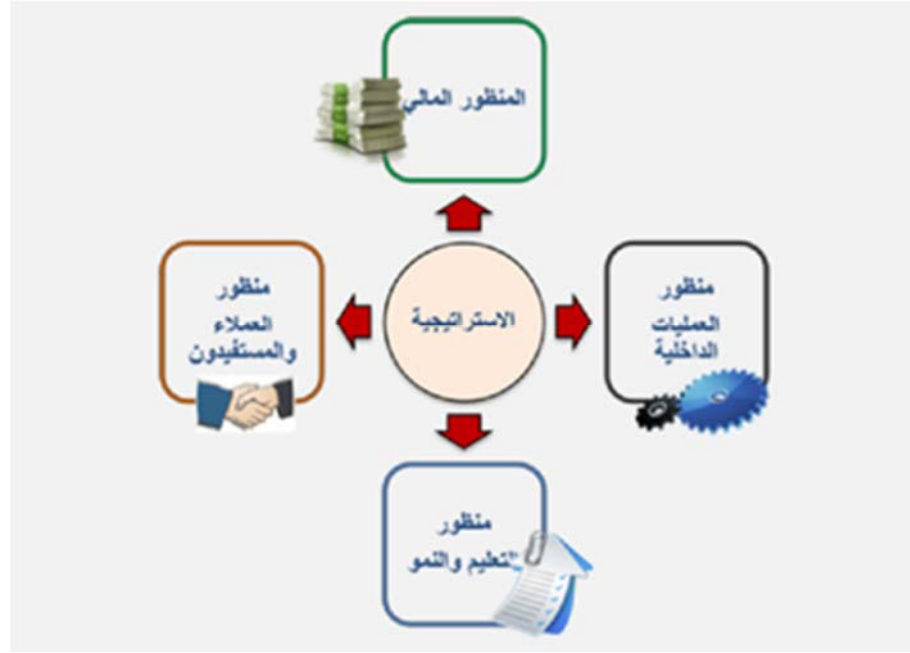 المنظور المالي
منظور
العملاء
والمستفيدون
الاستراتيجية
منظور
العمليات
الداخلية
منظور
التعليم والنمو